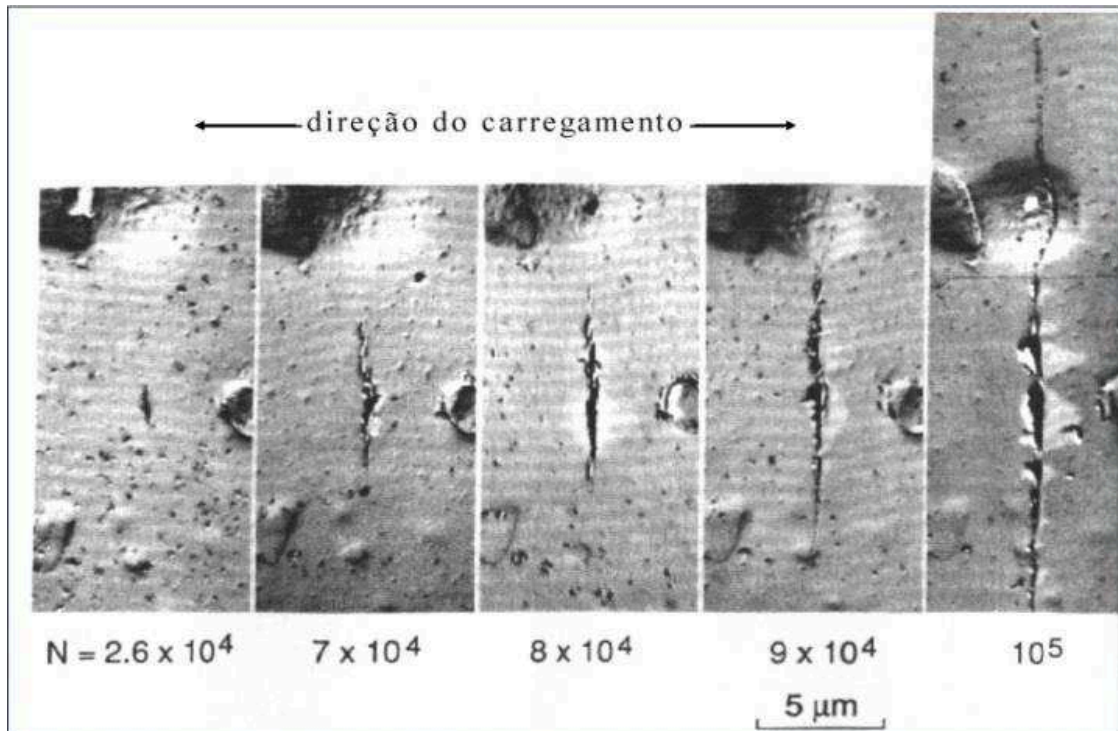 direção do carregamento
N = 2.6 x 10⁴ 7 x 10⁴ 8 x 10⁴ 9 x 10⁴ 10⁵
5 µm